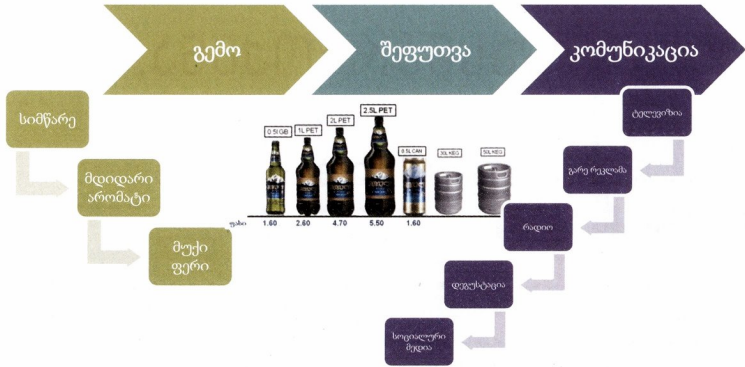 გემო
შეფუთვა
კომუნიკაცია
სიმწარე
მდიდარი
არომატი
მუქი
ფერი
0.5l GB
1L PET
2L PET
2.5L PET
0.5L CAN
30L KEG
50L KEG
ფასი 1.60 2.60 4.70 5.50 1.60
ტელევიზია
გარე რეკლამა
რადიო
დეგუსტაცია
სოციალური
მედია